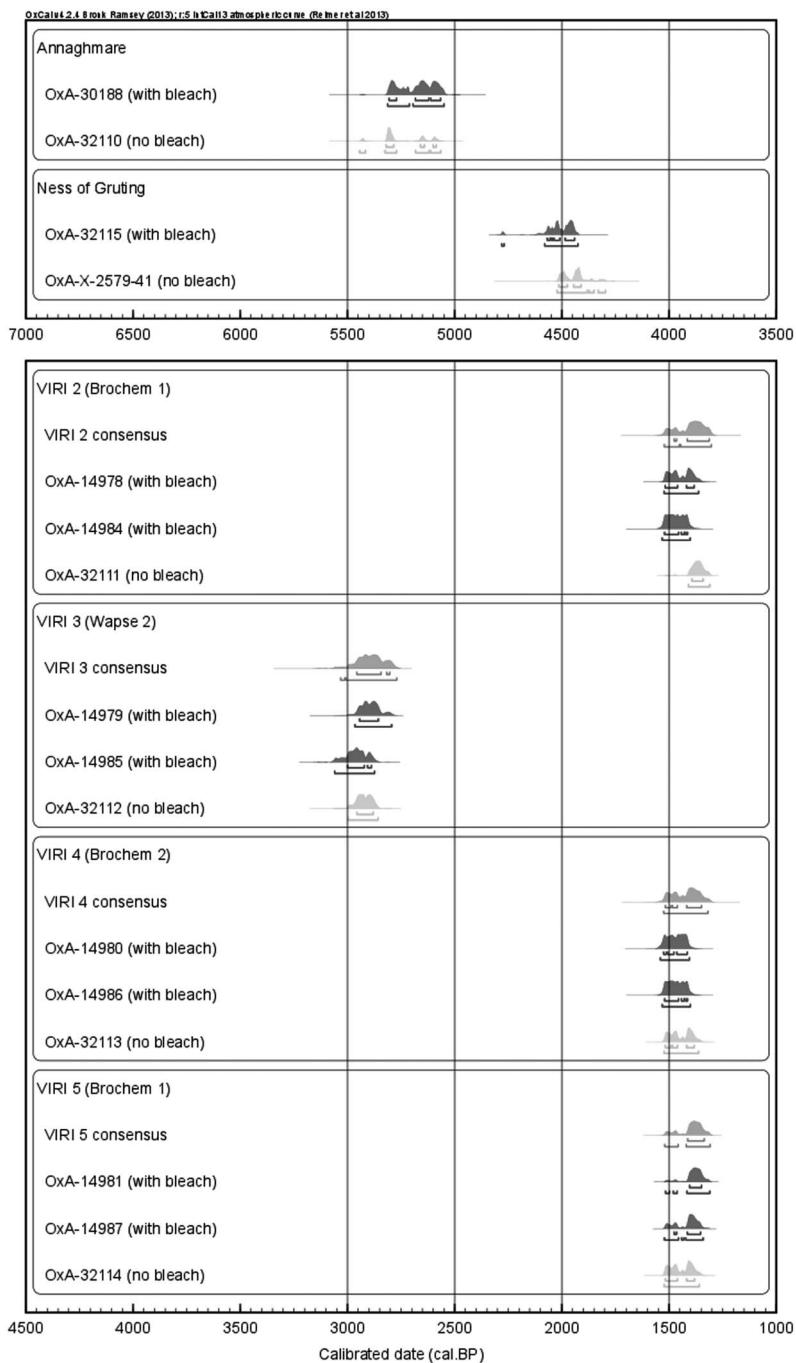 OxCal v4.2.4 Bronk Ramsey (2013); r:5 IntCal13 atmospheric curve (Reimer et al 2013)
Annaghmare
OxA-30188 (with bleach)
OxA-32110 (no bleach)
Ness of Gruting
OxA-32115 (with bleach)
OxA-X-2579-41 (no bleach)
7000 6500 6000 5500 5000 4500 4000 3500
VIRI 2 (Brochem 1)
VIRI 2 consensus
OxA-14978 (with bleach)
OxA-14984 (with bleach)
OxA-32111 (no bleach)
VIRI 3 (Wapse 2)
VIRI 3 consensus
OxA-14979 (with bleach)
OxA-14985 (with bleach)
OxA-32112 (no bleach)
VIRI 4 (Brochem 2)
VIRI 4 consensus
OxA-14980 (with bleach)
OxA-14986 (with bleach)
OxA-32113 (no bleach)
VIRI 5 (Brochem 1)
VIRI 5 consensus
OxA-14981 (with bleach)
OxA-14987 (with bleach)
OxA-32114 (no bleach)
4500 4000 3500 3000 2500 2000 1500 1000
Calibrated date (cal.BP)